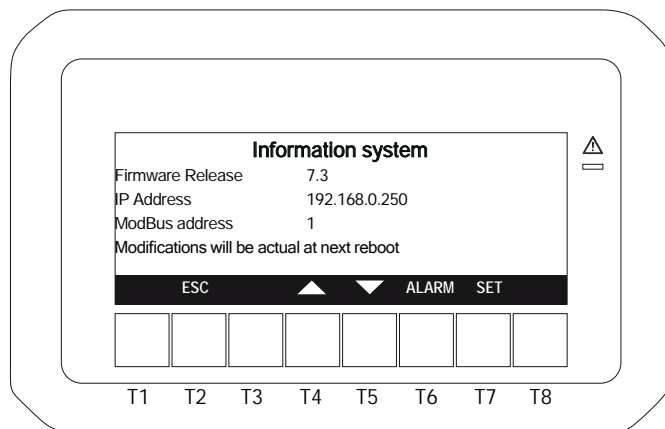 Information system
Firmware Release 7.3
IP Address 192.168.0.250
ModBus address 1
Modifications will be actual at next reboot
ESC ALARM SET
T1 T2 T3 T4 T5 T6 T7 T8